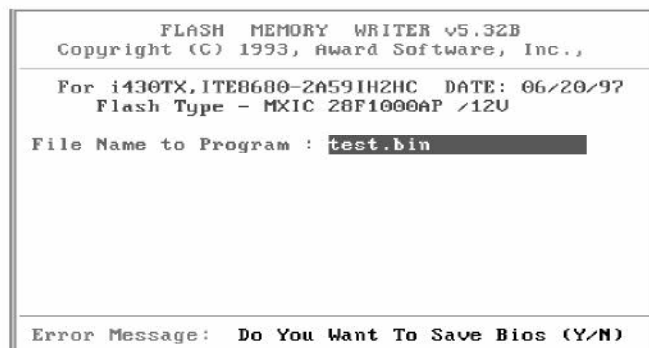 FLASH MEMORY WRITER v5.32B
Copyright (C) 1993, Award Software, Inc.,
For i430TX,ITE8680-2A59IH2HC DATE: 06/20/97
Flash Type - MXIC 28F1000AP /12V
File Name to Program : test.bin
Error Message: Do You Want To Save Bios (Y/N)